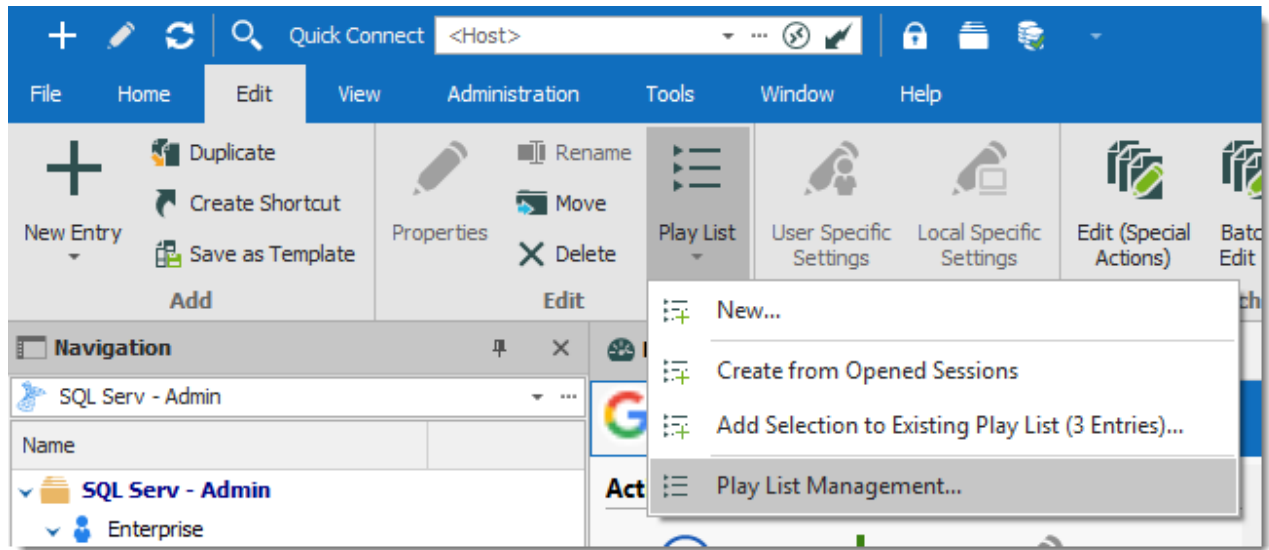 Quick Connect <Host>
File Home Edit View Administration Tools Window Help
New Entry
Duplicate
Create Shortcut
Save as Template
Add
Properties
Rename
Move
Delete
Edit
Play List
User Specific
Settings
Local Specific
Settings
Edit (Special
Actions)
Edit
New...
Create from Opened Sessions
Add Selection to Existing Play List (3 Entries)...
Play List Management...
Navigation
SQL Serv - Admin
Name
SQL Serv - Admin
Enterprise